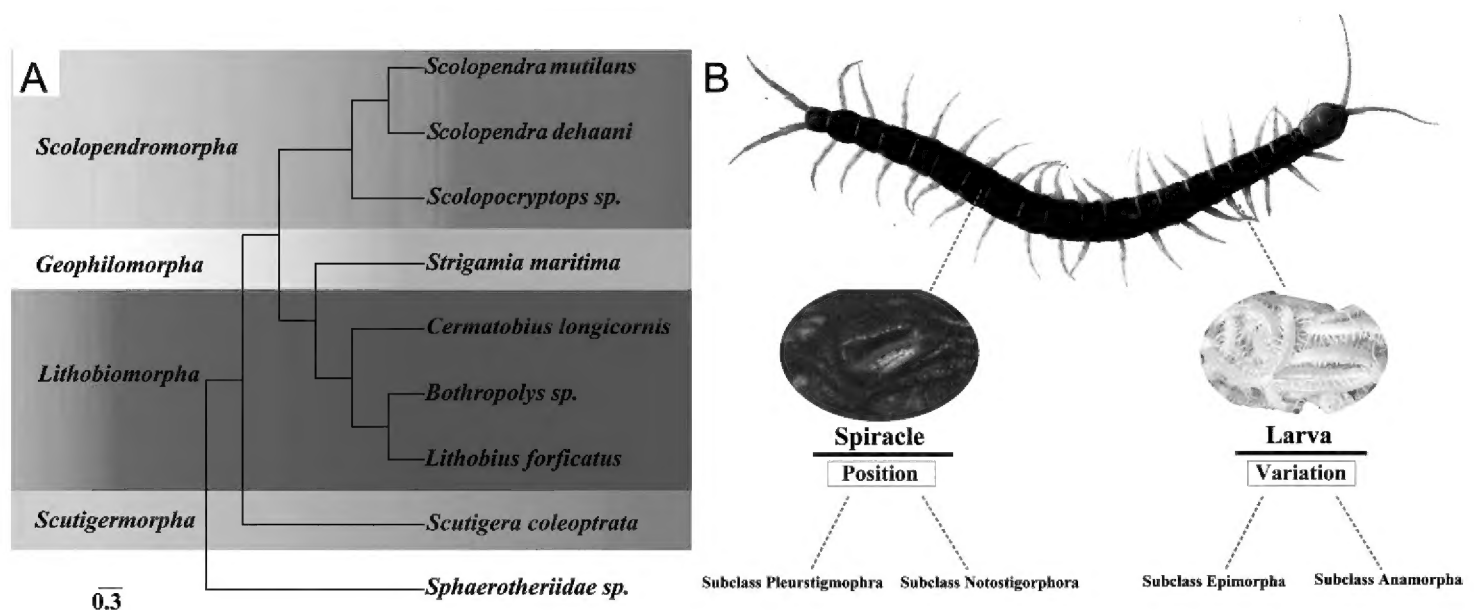 A
Scolopendromorpha
Scolopendra mutilans
Scolopendra dehaani
Scolopocryptops sp.
Geophilomorpha
Strigamia maritima
Lithobiomorpha
Cermatobius longicornis
Bothropolys sp.
Lithobius forficatus
Scutigermorpha
Scutigera coleoptrata
Sphaerotheriidae sp.
0.3
B
Spiracle
Position
Subclass Pleurstigmophra
Subclass Notostigorphora
Larva
Variation
Subclass Epimorpha
Subclass Anamorpha